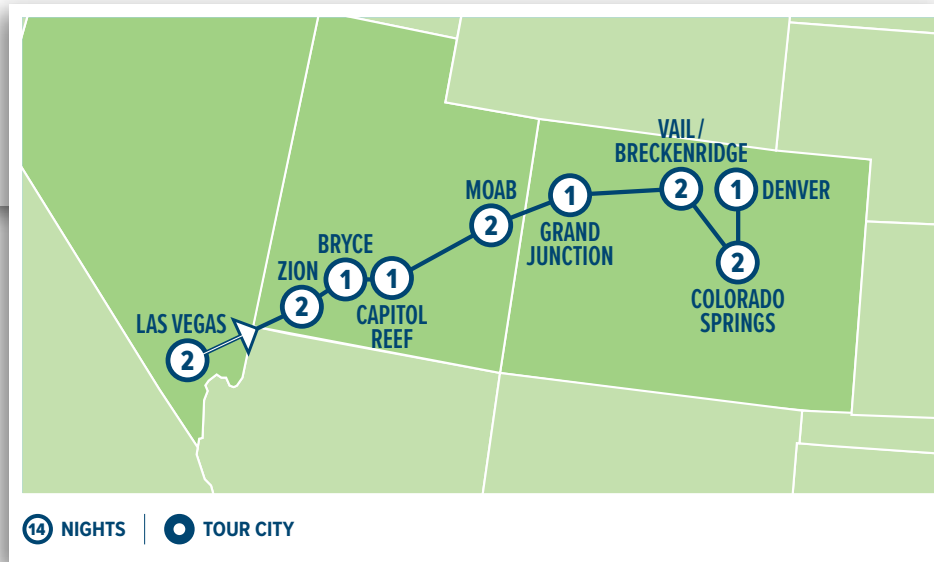 VAIL/
BRECKENRIDGE
2
1 DENVER
MOAB
2
1
GRAND
JUNCTION
2
COLORADO
SPRINGS
BRYCE
1
ZION
2
1
CAPITOL
REEF
LAS VEGAS
2
14 NIGHTS
TOUR CITY